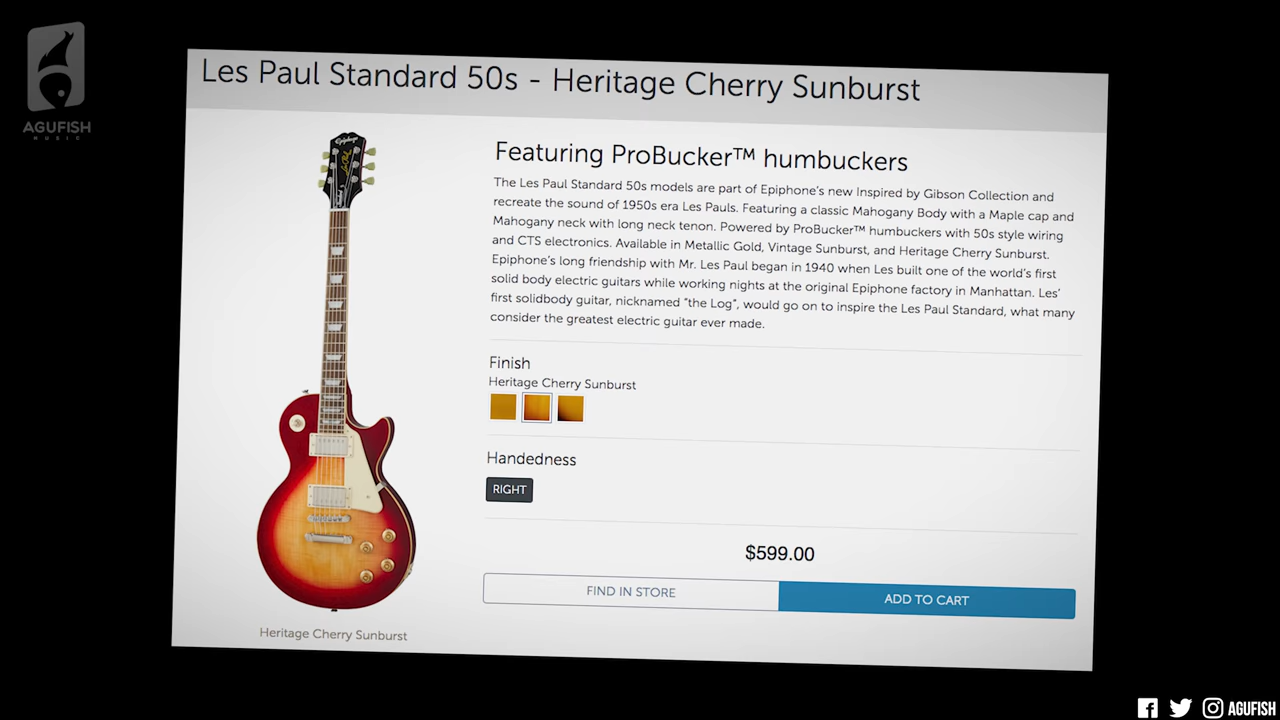 AGUFISH
MUSIC
Les Paul Standard 50s - Heritage Cherry Sunburst
Epiphone
Les Paul
Featuring ProBucker™ humbuckers
The Les Paul Standard 50s models are part of Epiphone's new Inspired by Gibson Collection and
recreate the sound of 1950s era Les Pauls. Featuring a classic Mahogany Body with a Maple cap and
Mahogany neck with long neck tenon. Powered by ProBucker™ humbuckers with 50s style wiring
and CTS electronics. Available in Metallic Gold, Vintage Sunburst, and Heritage Cherry Sunburst.
Epiphone's long friendship with Mr. Les Paul began in 1940 when Les built one of the world's first
solid body electric guitars while working nights at the original Epiphone factory in Manhattan. Les'
first solidbody guitar, nicknamed “the Log”, would go on to inspire the Les Paul Standard, what many
consider the greatest electric guitar ever made.
Finish
Heritage Cherry Sunburst
Handedness
RIGHT
$599.00
FIND IN STORE
ADD TO CART
Heritage Cherry Sunburst
AGUFISH